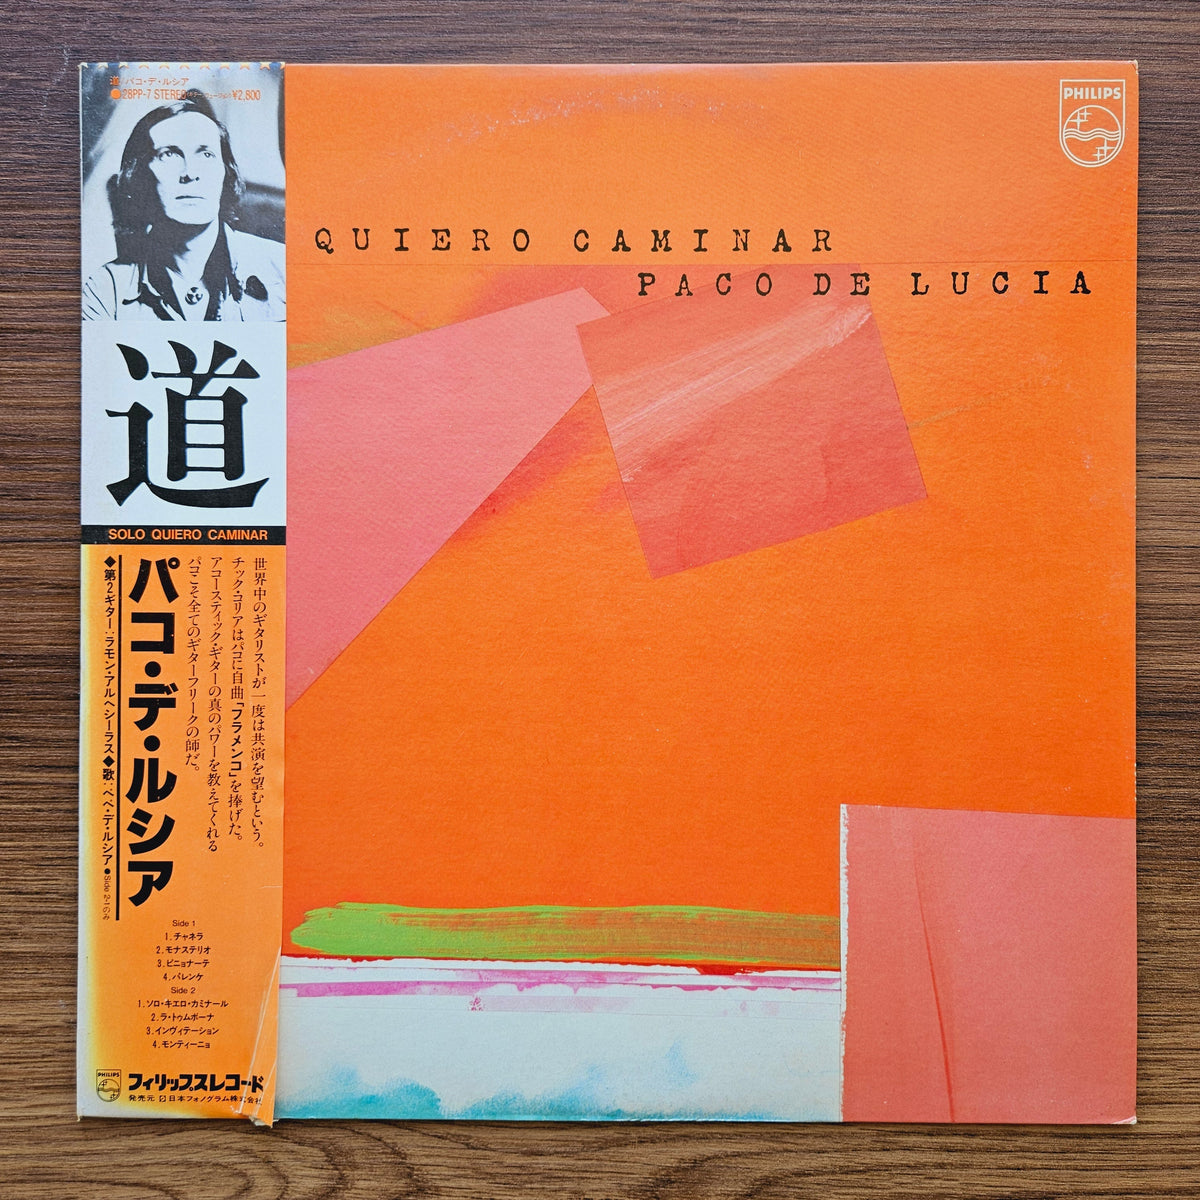 道/パコ・デ・ルシア
●28PP-7 STEREO ¥2,800
道
SOLO QUIERO CAMINAR
世界中のギタリストが一度は共演を望むという。
チック・コリアはパコに自曲「フラメンコ」を捧げた。
アコースティック・ギターの真のパワーを教えてくれる
パコこそ全てのギターフリークの師だ。
パコ・デ・ルシア
◆第2ギター:ラモン・アルヘシーラス◆歌:ペペ・デ・ルシア●Side 2-1のみ
Side 1
1.チャネラ
2.モナステリオ
3.ピニョナーテ
4.パレンケ
Side 2
1.ソロ・キエロ・カミナール
2.ラ・トゥムボーナ
3.インヴィテーション
4.モンティーニョ
PHILIPS
フィリップスレコード
発売元 日本フォノグラム株式会社
QUIERO CAMINAR
PACO DE LUCIA
PHILIPS